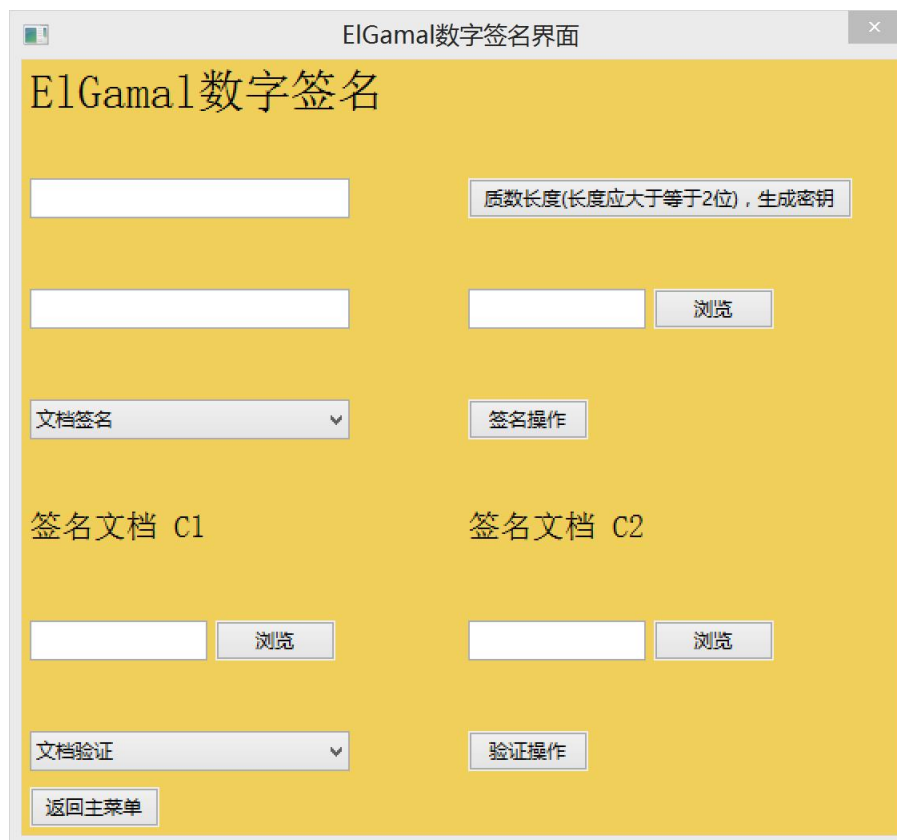 ElGamal数字签名界面
ElGamal数字签名
质数长度(长度应大于等于2位)，生成密钥
浏览
文档签名
签名操作
签名文档 C1
签名文档 C2
浏览
浏览
文档验证
验证操作
返回主菜单